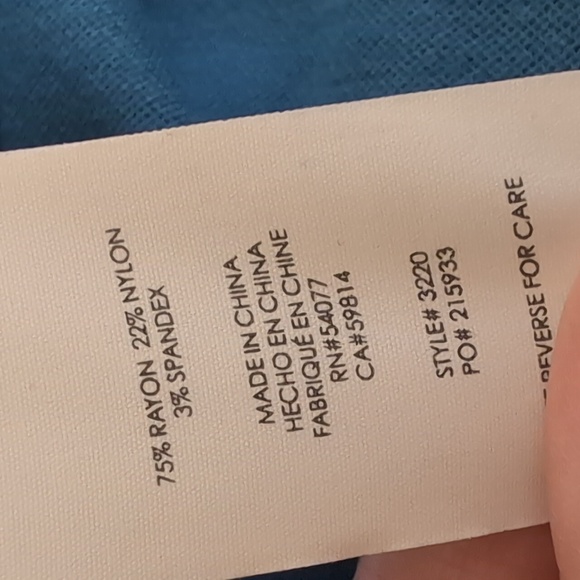 75% RAYON 22% NYLON
3% SPANDEX
MADE IN CHINA
HECHO EN CHINA
FABRIQUÉ EN CHINE
RN#54077
CA#59814
STYLE# 3220
PO# 215933
REVERSE FOR CARE